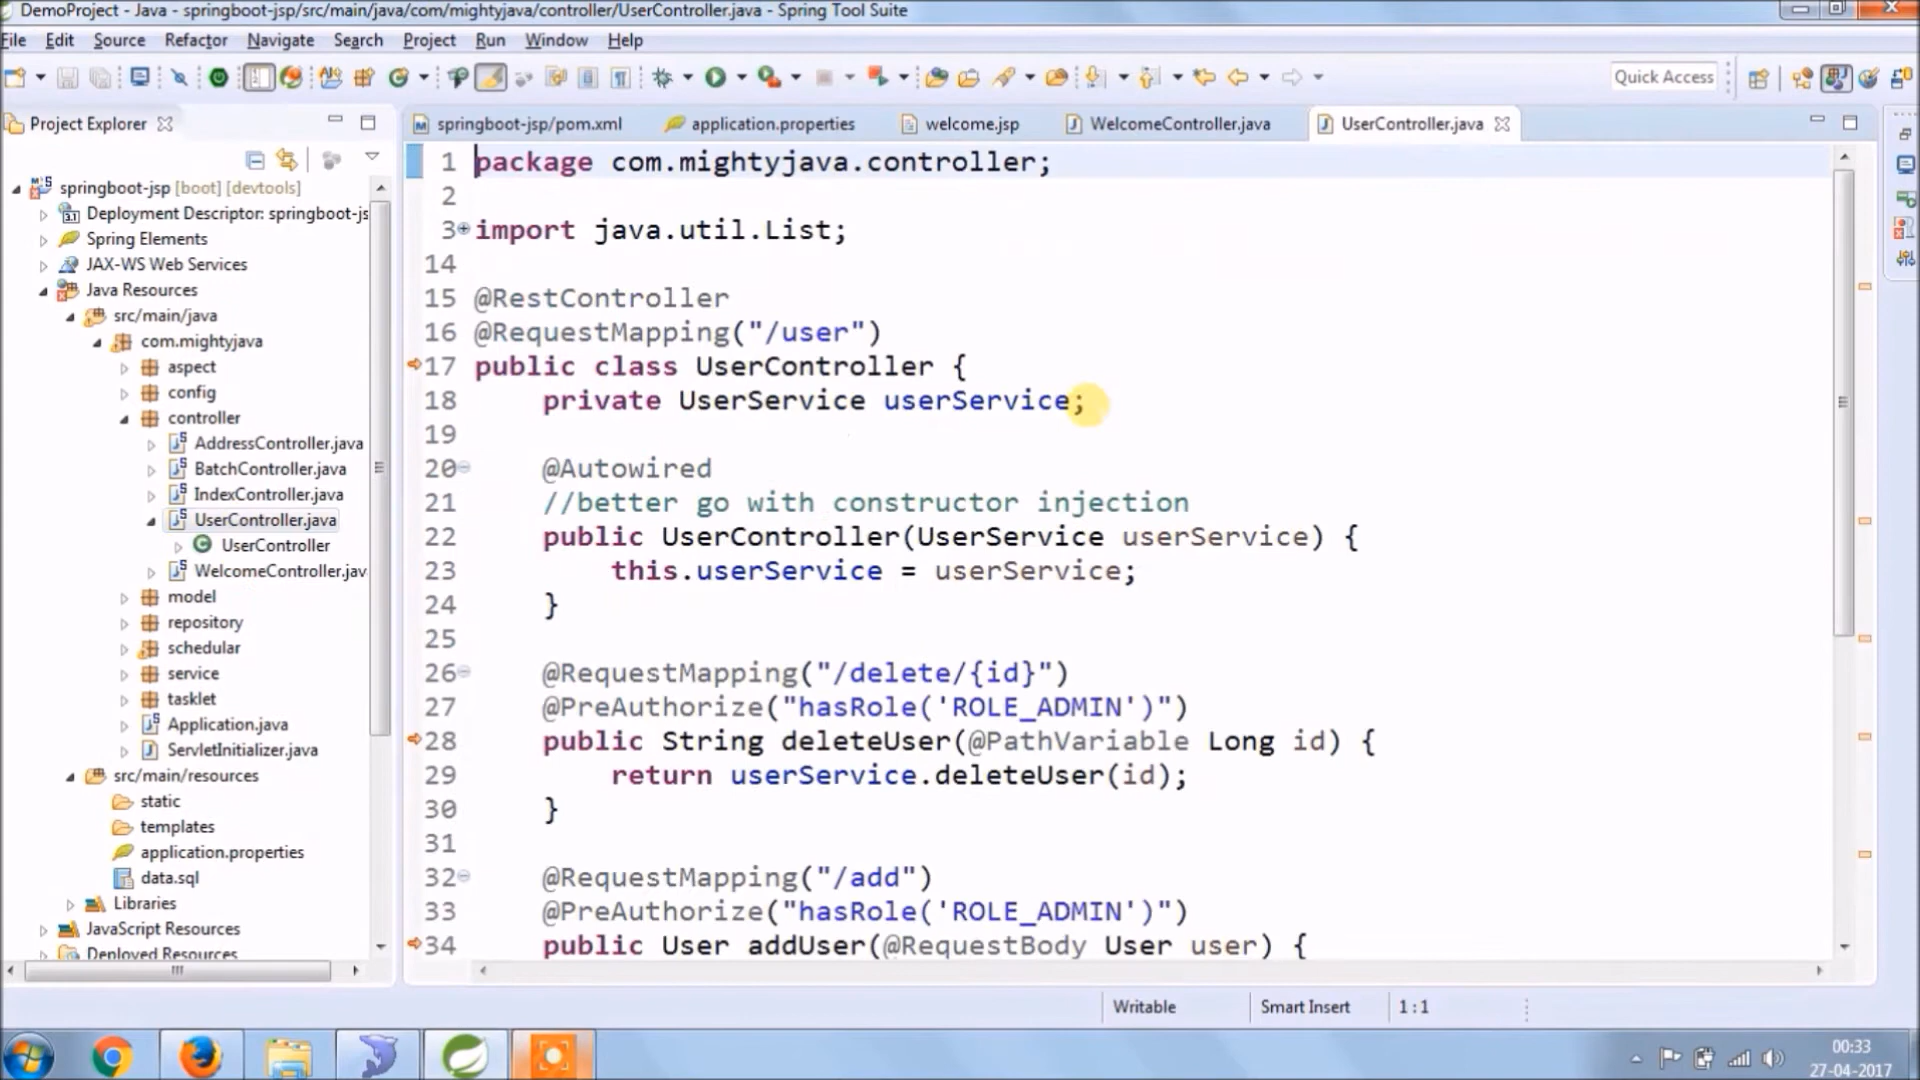 DemoProject - Java - springboot-jsp/src/main/java/com/mightyjava/controller/UserController.java - Spring Tool Suite
File Edit Source Refactor Navigate Search Project Run Window Help
Quick Access
Project Explorer
springboot-jsp/pom.xml application.properties welcome.jsp WelcomeController.java UserController.java
springboot-jsp [boot] [devtools]
Deployment Descriptor: springboot-js
Spring Elements
JAX-WS Web Services
Java Resources
src/main/java
com.mightyjava
aspect
config
controller
AddressController.java
BatchController.java
IndexController.java
UserController.java
UserController
WelcomeController.jav
model
repository
schedular
service
tasklet
Application.java
ServletInitializer.java
src/main/resources
static
templates
application.properties
data.sql
Libraries
JavaScript Resources
Deployed Resources
1 package com.mightyjava.controller;
2
3 import java.util.List;
14
15 @RestController
16 @RequestMapping("/user")
17 public class UserController {
18 private UserService userService;
19
20 @Autowired
21 //better go with constructor injection
22 public UserController(UserService userService) {
23 this.userService = userService;
24 }
25
26 @RequestMapping("/delete/{id}")
27 @PreAuthorize("hasRole('ROLE_ADMIN')")
28 public String deleteUser(@PathVariable Long id) {
29 return userService.deleteUser(id);
30 }
31
32 @RequestMapping("/add")
33 @PreAuthorize("hasRole('ROLE_ADMIN')")
34 public User addUser(@RequestBody User user) {
Writable Smart Insert 1 : 1
00:33
27-04-2017